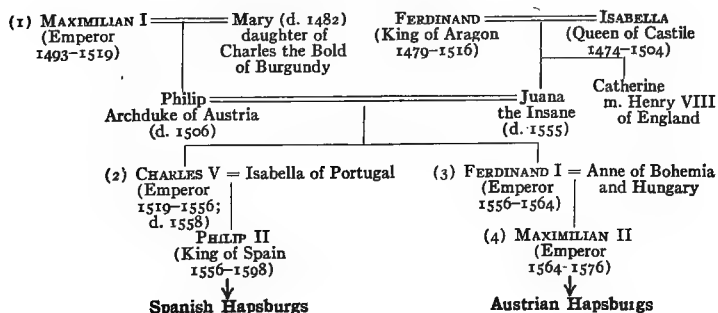 (1) MAXIMILIAN I
(Emperor
1493–1519)
Mary (d. 1482)
daughter of
Charles the Bold
of Burgundy
FERDINAND
(King of Aragon
1479–1516)
ISABELLA
(Queen of Castile
1474–1504)
Philip
Archduke of Austria
(d. 1506)
Juana
the Insane
(d. 1555)
Catherine
m. Henry VIII
of England
(2) CHARLES V = Isabella of Portugal
(Emperor
1519–1556;
d. 1558)
(3) FERDINAND I = Anne of Bohemia
and Hungary
(Emperor
1556–1564)
PHILIP II
(King of Spain
1556–1598)
(4) MAXIMILIAN II
(Emperor
1564-1576)
Spanish Hapsburgs
Austrian Hapsburgs